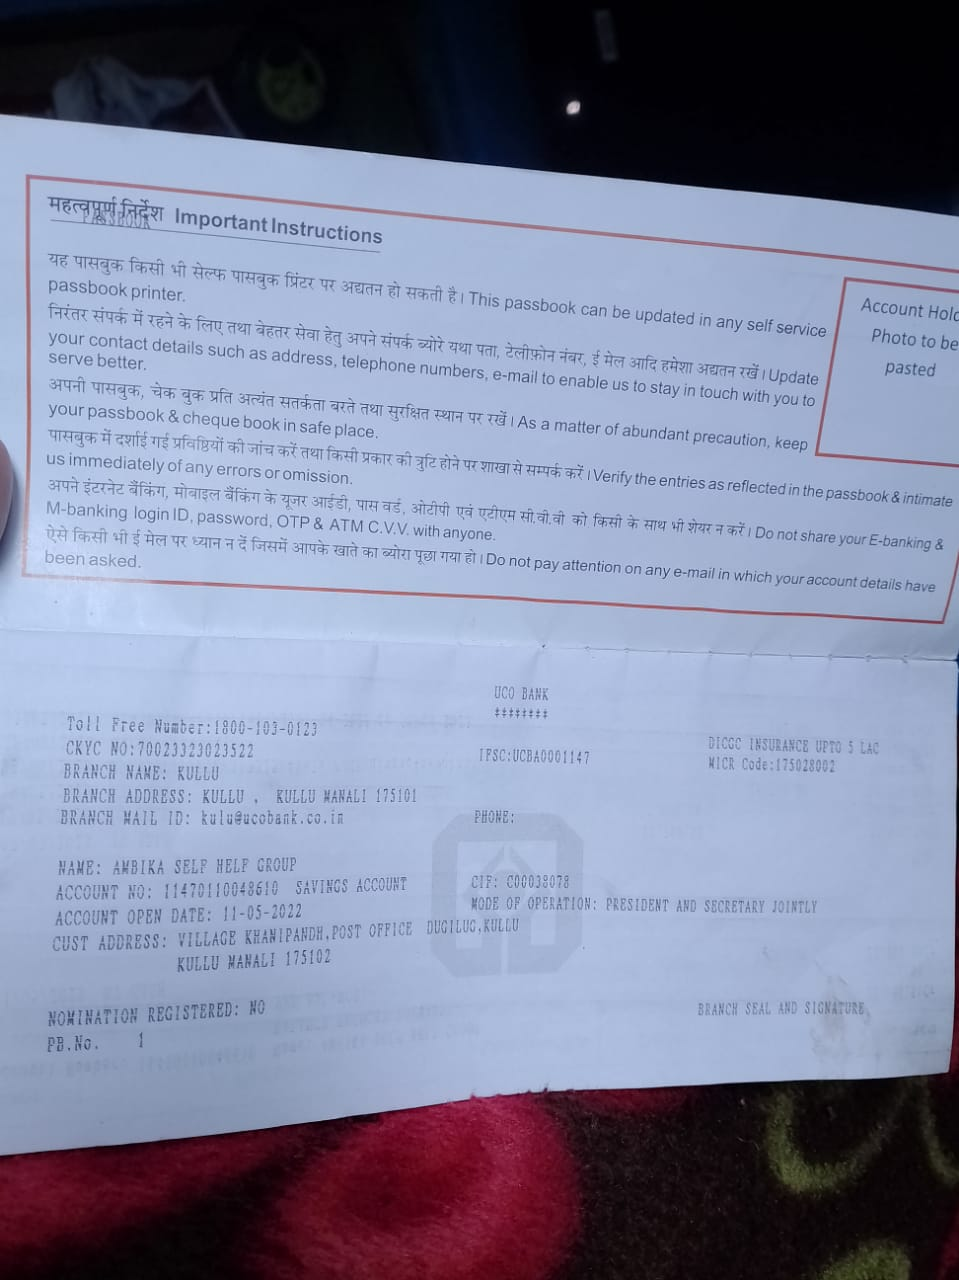 महत्वपूर्ण निर्देश Important Instructions
PASSBOOK
यह पासबुक किसी भी सेल्फ पासबुक प्रिंटर पर अद्यतन हो सकती है। This passbook can be updated in any self service
passbook printer.
निरंतर संपर्क में रहने के लिए तथा बेहतर सेवा हेतु अपने संपर्क ब्योरे यथा पता, टेलीफ़ोन नंबर, ई मेल आदि हमेशा अद्यतन रखें। Update
your contact details such as address, telephone numbers, e-mail to enable us to stay in touch with you to
serve better.
अपनी पासबुक, चेक बुक प्रति अत्यंत सतर्कता बरते तथा सुरक्षित स्थान पर रखें। As a matter of abundant precaution, keep
your passbook & cheque book in safe place.
पासबुक में दर्शाई गई प्रविष्ठियों की जांच करें तथा किसी प्रकार की त्रुटि होने पर शाखा से सम्पर्क करें। Verify the entries as reflected in the passbook & intimate
us immediately of any errors or omission.
अपने इंटरनेट बैंकिंग, मोबाइल बैंकिंग के यूजर आईडी, पास वर्ड, ओटीपी एवं एटीएम सी.वी.वी को किसी के साथ भी शेयर न करें। Do not share your E-banking &
M-banking login ID, password, OTP & ATM C.V.V. with anyone.
ऐसे किसी भी ई मेल पर ध्यान न दें जिसमें आपके खाते का ब्योरा पूछा गया हो। Do not pay attention on any e-mail in which your account details have
been asked.
Account Hold
Photo to be
pasted
UCO BANK
********
Toll Free Number:1800-103-0123
CKYC NO:70023323023522 IFSC:UCBA0001147 DICGC INSURANCE UPTO 5 LAC
BRANCH NAME: KULLU MICR Code:175028002
BRANCH ADDRESS: KULLU , KULLU MANALI 175101
BRANCH MAIL ID: kulu@ucobank.co.in PHONE:
NAME: AMBIKA SELF HELF GROUP
ACCOUNT NO: 11470110048610 SAVINGS ACCOUNT CIF: C00038078
ACCOUNT OPEN DATE: 11-05-2022 MODE OF OPERATION: PRESIDENT AND SECRETARY JOINTLY
CUST ADDRESS: VILLAGE KHANIPANDH,POST OFFICE DUGILUG,KULLU
KULLU MANALI 175102
NOMINATION REGISTERED: NO BRANCH SEAL AND SIGNATURE
PB.No. 1